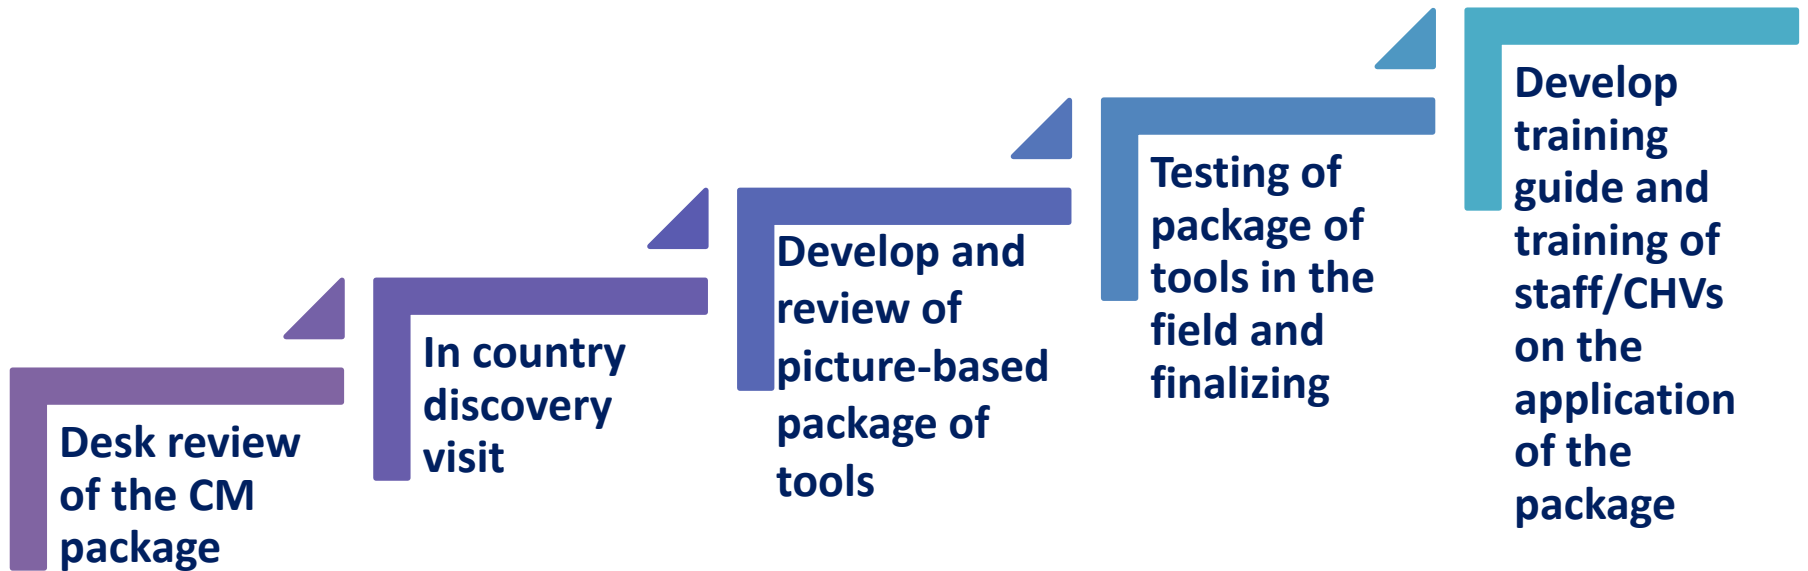 Desk review
of the CM
package
In country
discovery
visit
Develop and
review of
picture-based
package of
tools
Testing of
package of
tools in the
field and
finalizing
Develop
training
guide and
training of
staff/CHVs
on the
application
of the
package